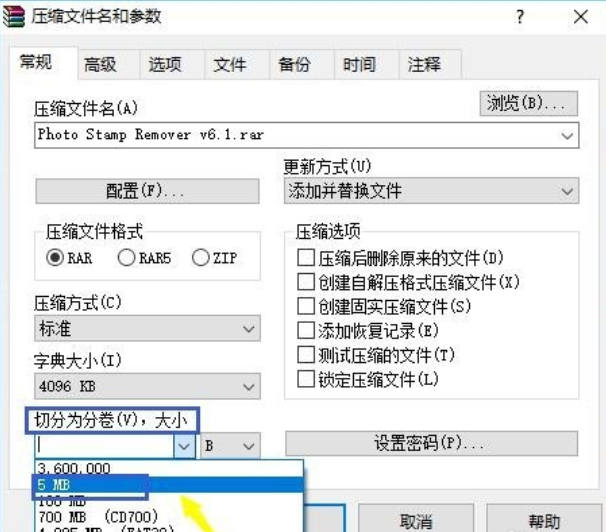 压缩文件名和参数
常规 高级 选项 文件 备份 时间 注释
压缩文件名(A)
浏览(B)...
Photo Stamp Remover v6.1.rar
更新方式(U)
配置(F)...
添加并替换文件
压缩文件格式
RAR RAR5 ZIP
压缩选项
压缩后删除原来的文件(D)
创建自解压格式压缩文件(X)
创建固实压缩文件(S)
添加恢复记录(E)
测试压缩的文件(T)
锁定压缩文件(L)
压缩方式(C)
标准
字典大小(I)
4096 KB
切分为分卷(V),大小
B
设置密码(P)...
3,600,000
5 MB
100 MB
700 MB (CD700)
4,095 MB (FAT32)
取消
帮助